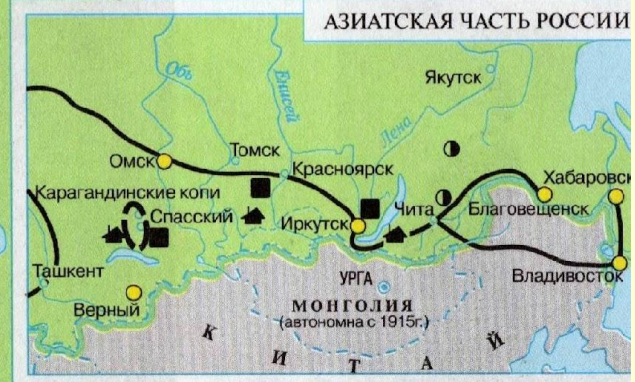 АЗИАТСКАЯ ЧАСТЬ РОССИИ
Обь
Енисей
Якутск
Лена
Омск
Томск
Красноярск
Хабаровск
Карагандинские копи
Спасский
Иркутск
Чита
Благовещенск
Ташкент
УРГА
Владивосток
Верный
МОНГОЛИЯ
(автономна с 1915г.)
КИТАЙ